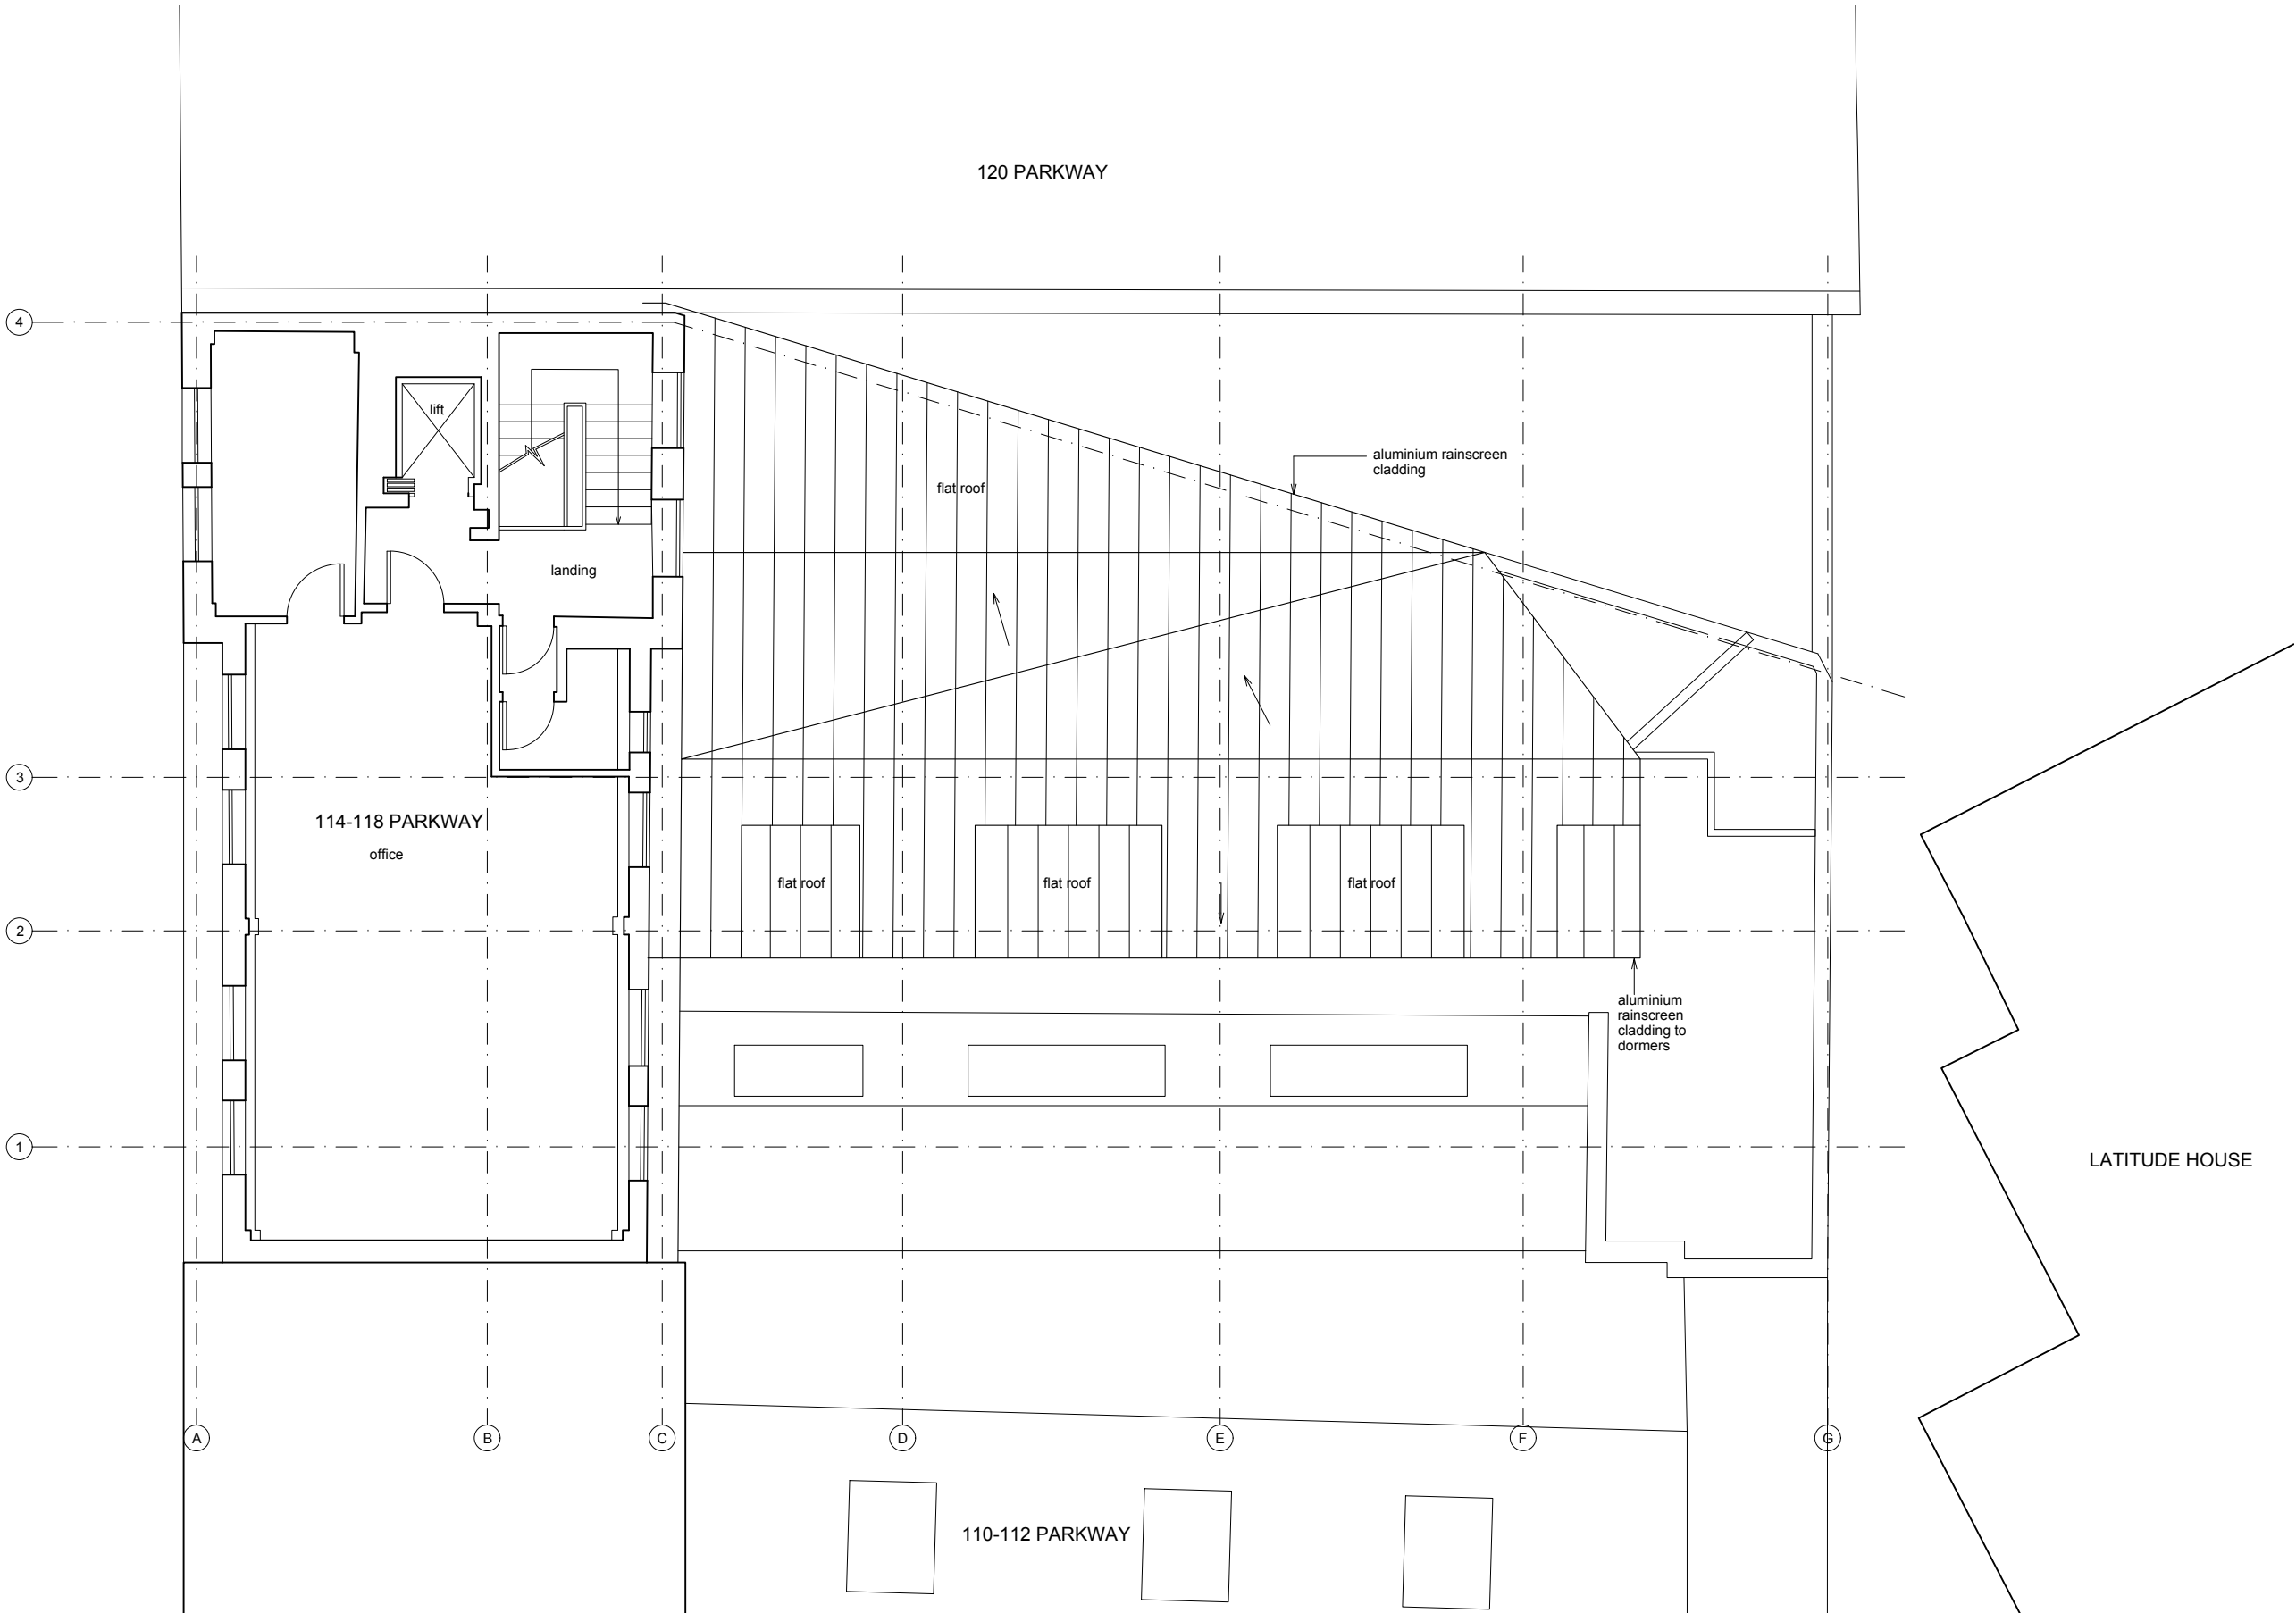 120 PARKWAY
4
lift
aluminium rainscreen
cladding
flat roof
landing
3
114-118 PARKWAY
office
flat roof
flat roof
flat roof
2
aluminium
rainscreen
cladding to
dormers
1
LATITUDE HOUSE
A
B
C
D
E
F
G
110-112 PARKWAY